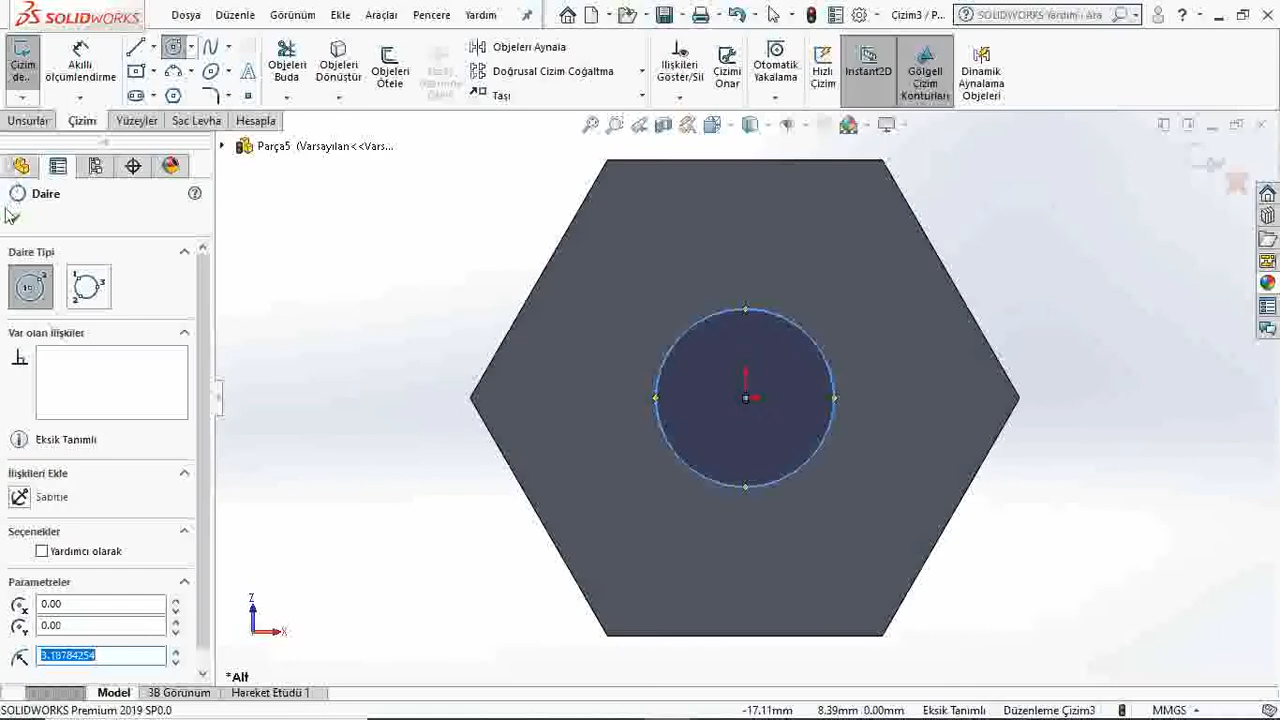 SOLIDWORKS
Dosya Düzenle Görünüm Ekle Araçlar Pencere Yardım Çizim3 / P... SOLIDWORKS Yardım - Ara
Çizim de... Akıllı ölçümlendirme Objeleri Buda Objeleri Dönüştür Objeleri Ötele Objeleri Aynala
Doğrusal Çizim Çoğaltma
Taşı
İlişkileri Göster/Sil Çizimi Onar Otomatik Yakalama Hızlı Çizim Instant2D Gölgeli Çizim Konturları Dinamik Aynalama Objeleri
Unsurlar Çizim Yüzeyler Sac Levha Hesapla
Parça5 (Varsayılan<<Vars...
Daire
Daire Tipi
Var olan İlişkiler
Eksik Tanımlı
İlişkileri Ekle
Sabitle
Seçenekler
Yardımcı olarak
Parametreler
0.00
0.00
3.18784254
Z
X
*Alt
Model 3B Görünüm Hareket Etüdü 1
SOLIDWORKS Premium 2019 SP0.0 -17.11mm 8.39mm 0.00mm Eksik Tanımlı Düzenleme Çizim3 MMGS